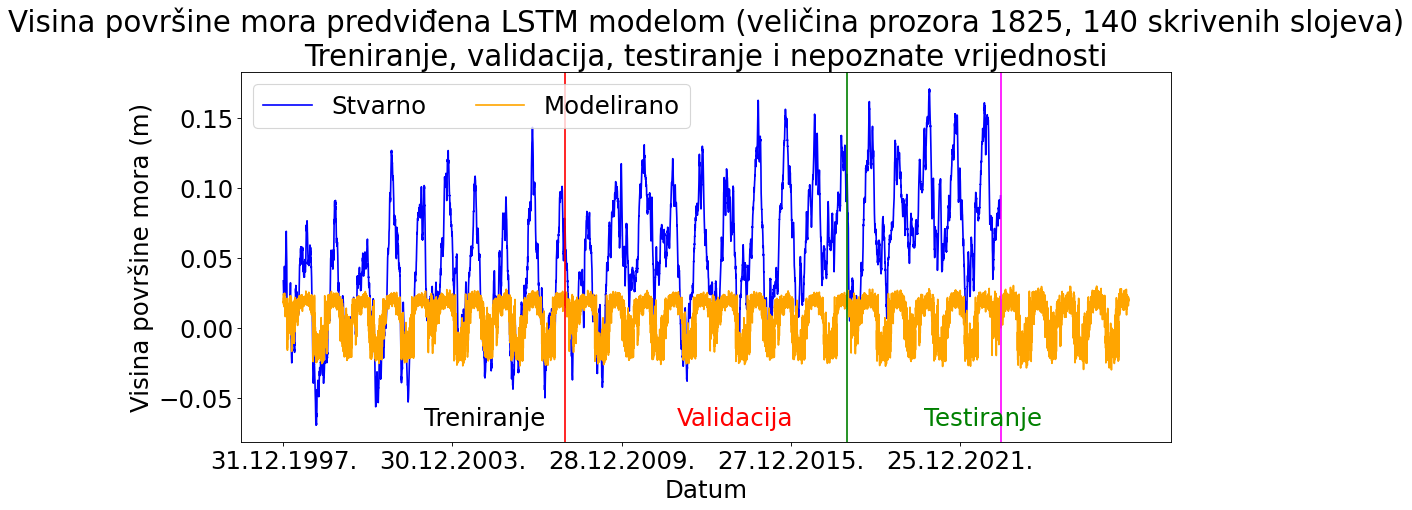 Visina površine mora predviđena LSTM modelom (veličina prozora 1825, 140 skrivenih slojeva)
Treniranje, validacija, testiranje i nepoznate vrijednosti
Stvarno
Modelirano
Visina površine mora (m)
0.15
0.10
0.05
0.00
−0.05
Treniranje
Validacija
Testiranje
31.12.1997.
30.12.2003.
28.12.2009.
27.12.2015.
25.12.2021.
Datum